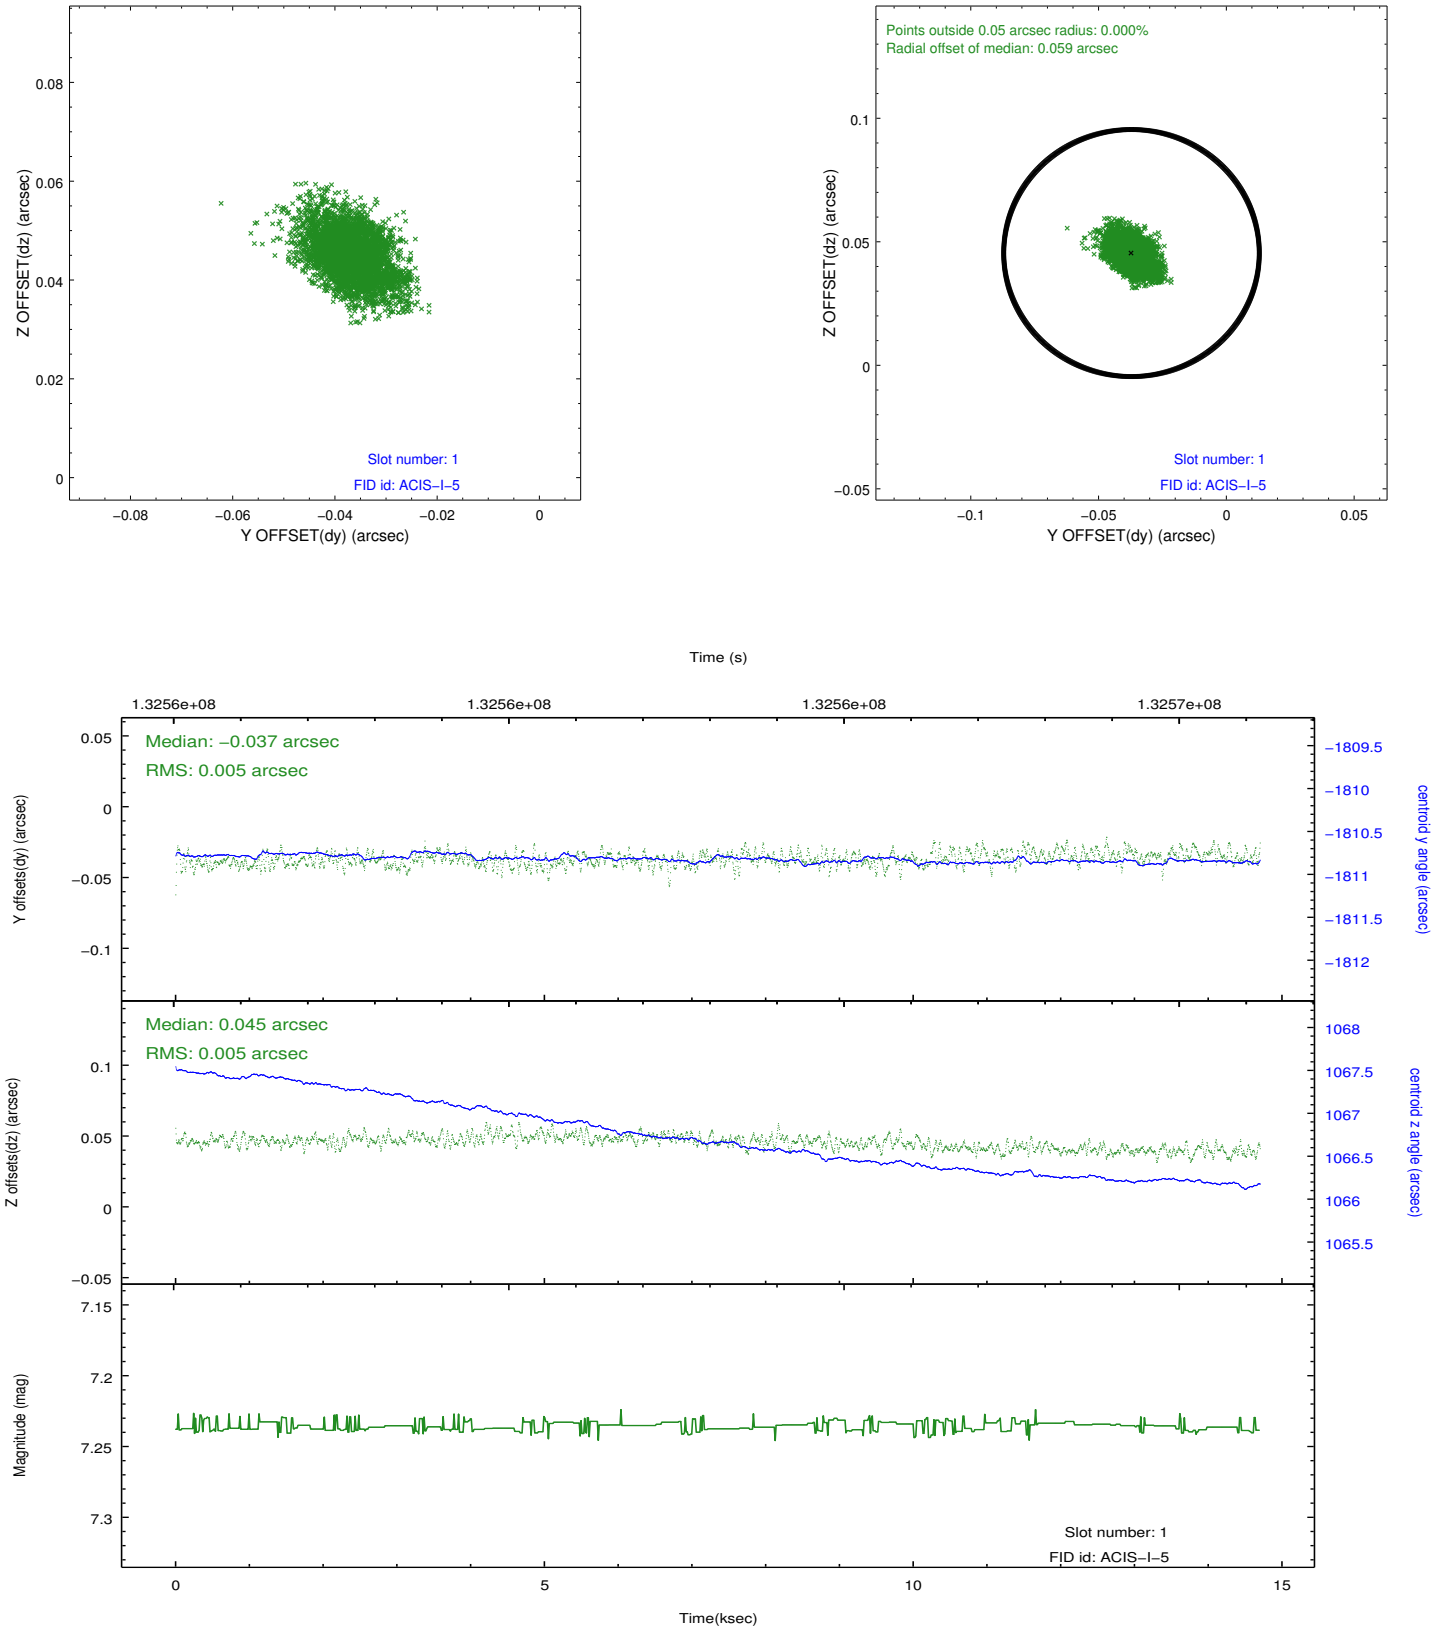 0.08
0.06
0.04
0.02
0
Z OFFSET(dz) (arcsec)
Slot number: 1
FID id: ACIS−I−5
−0.08
−0.06
−0.04
−0.02
0
Y OFFSET(dy) (arcsec)
Points outside 0.05 arcsec radius: 0.000%
Radial offset of median: 0.059 arcsec
0.1
0.05
0
−0.05
Z OFFSET(dz) (arcsec)
Slot number: 1
FID id: ACIS−I−5
−0.1
−0.05
0
0.05
Y OFFSET(dy) (arcsec)
Time (s)
1.3256e+08
1.3256e+08
1.3256e+08
1.3257e+08
Median: −0.037 arcsec
RMS: 0.005 arcsec
0.05
0
−0.05
−0.1
Y offsets(dy) (arcsec)
−1809.5
−1810
−1810.5
−1811
−1811.5
−1812
centroid y angle (arcsec)
Median: 0.045 arcsec
RMS: 0.005 arcsec
0.1
0.05
0
−0.05
Z offsets(dz) (arcsec)
1068
1067.5
1067
1066.5
1066
1065.5
centroid z angle (arcsec)
7.15
7.2
7.25
7.3
Magnitude (mag)
Slot number: 1
FID id: ACIS−I−5
0
5
10
15
Time(ksec)